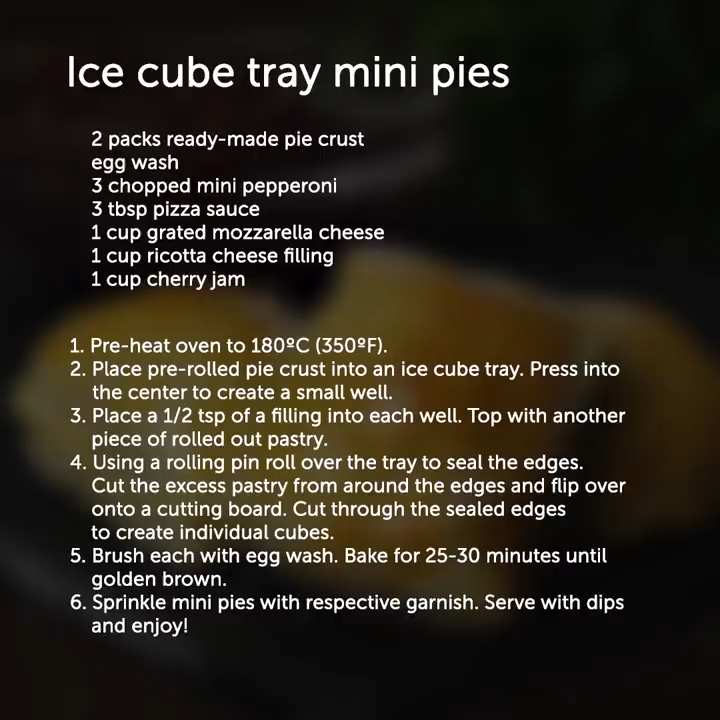 Ice cube tray mini pies
2 packs ready-made pie crust
egg wash
3 chopped mini pepperoni
3 tbsp pizza sauce
1 cup grated mozzarella cheese
1 cup ricotta cheese filling
1 cup cherry jam
1. Pre-heat oven to 180ºC (350ºF).
2. Place pre-rolled pie crust into an ice cube tray. Press into
the center to create a small well.
3. Place a 1/2 tsp of a filling into each well. Top with another
piece of rolled out pastry.
4. Using a rolling pin roll over the tray to seal the edges.
Cut the excess pastry from around the edges and flip over
onto a cutting board. Cut through the sealed edges
to create individual cubes.
5. Brush each with egg wash. Bake for 25-30 minutes until
golden brown.
6. Sprinkle mini pies with respective garnish. Serve with dips
and enjoy!